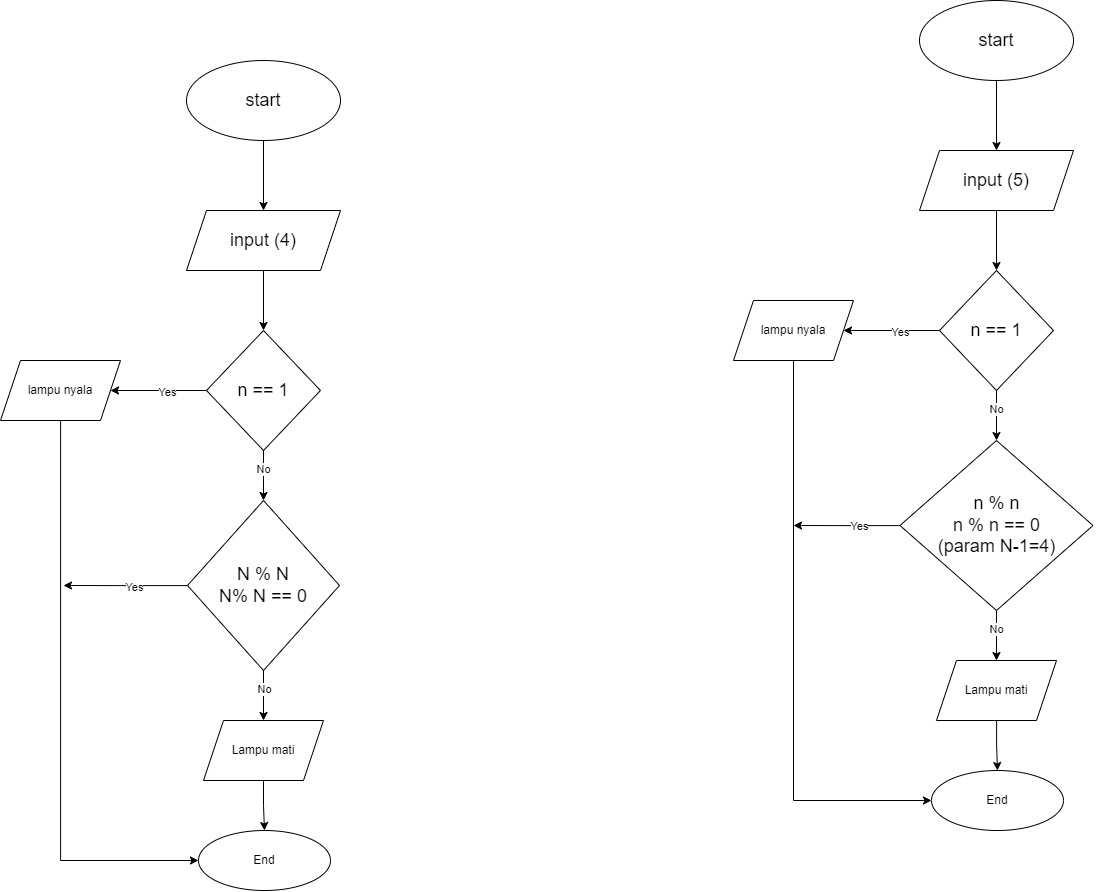 start
input (4)
n == 1
Yes
lampu nyala
No
N % N
N% N == 0
Yes
No
Lampu mati
End
start
input (5)
n == 1
Yes
lampu nyala
No
n % n
n % n == 0
(param N-1=4)
Yes
No
Lampu mati
End